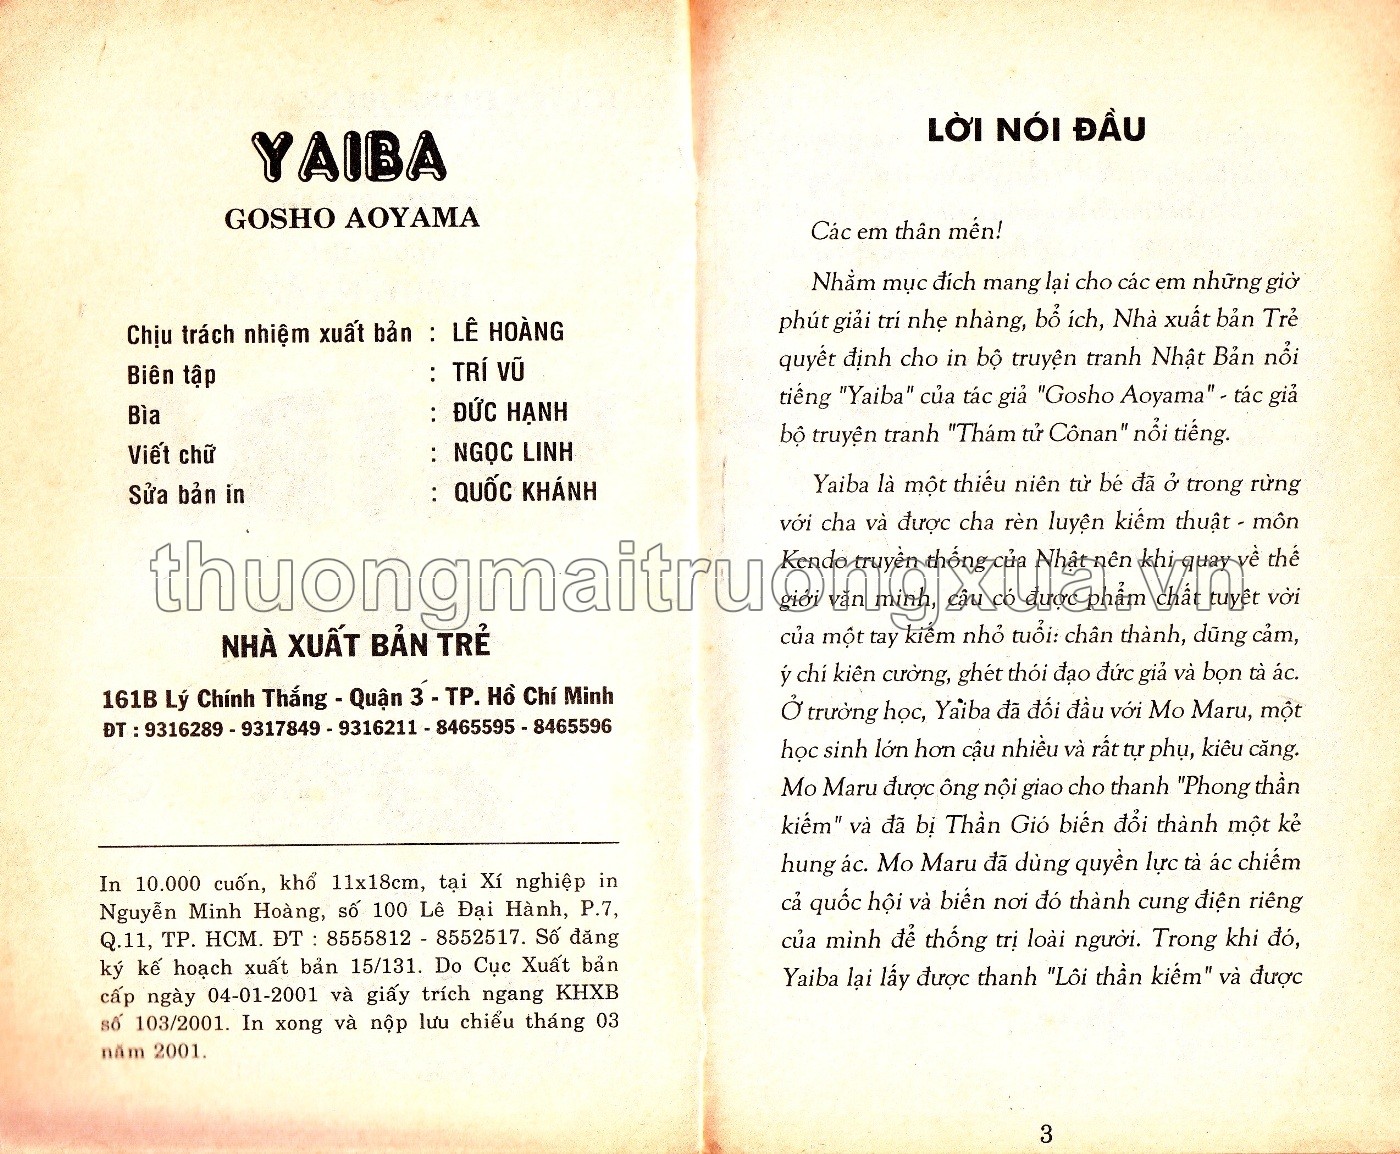 YAIBA
GOSHO AOYAMA
Chịu trách nhiệm xuất bản : LÊ HOÀNG
Biên tập : TRÍ VŨ
Bìa : ĐỨC HẠNH
Viết chữ : NGỌC LINH
Sửa bản in : QUỐC KHÁNH
NHÀ XUẤT BẢN TRẺ
161B Lý Chính Thắng - Quận 3 - TP. Hồ Chí Minh
ĐT : 9316289 - 9317849 - 9316211 - 8465595 - 8465596
In 10.000 cuốn, khổ 11x18cm, tại Xí nghiệp in
Nguyễn Minh Hoàng, số 100 Lê Đại Hành, P.7,
Q.11, TP. HCM. ĐT : 8555812 - 8552517. Số đăng
ký kế hoạch xuất bản 15/131. Do Cục Xuất bản
cấp ngày 04-01-2001 và giấy trích ngang KHXB
số 103/2001. In xong và nộp lưu chiểu tháng 03
năm 2001.
LỜI NÓI ĐẦU
Các em thân mến!
Nhằm mục đích mang lại cho các em những giờ
phút giải trí nhẹ nhàng, bổ ích, Nhà xuất bản Trẻ
quyết định cho in bộ truyện tranh Nhật Bản nổi
tiếng "Yaiba" của tác giả "Gosho Aoyama" - tác giả
bộ truyện tranh "Thám tử Cônan" nổi tiếng.
Yaiba là một thiếu niên từ bé đã ở trong rừng
với cha và được cha rèn luyện kiếm thuật - môn
Kendo truyền thống của Nhật nên khi quay về thế
giới văn minh, cậu có được phẩm chất tuyệt vời
của một tay kiếm nhỏ tuổi: chân thành, dũng cảm,
ý chí kiên cường, ghét thói đạo đức giả và bọn tà ác.
Ở trường học, Yaiba đã đối đầu với Mo Maru, một
học sinh lớn hơn cậu nhiều và rất tự phụ, kiêu căng.
Mo Maru được ông nội giao cho thanh "Phong thần
kiếm" và đã bị Thần Gió biến đổi thành một kẻ
hung ác. Mo Maru đã dùng quyền lực tà ác chiếm
cả quốc hội và biến nơi đó thành cung điện riêng
của mình để thống trị loài người. Trong khi đó,
Yaiba lại lấy được thanh "Lôi thần kiếm" và được
3
thuongmaitruongxua.vn